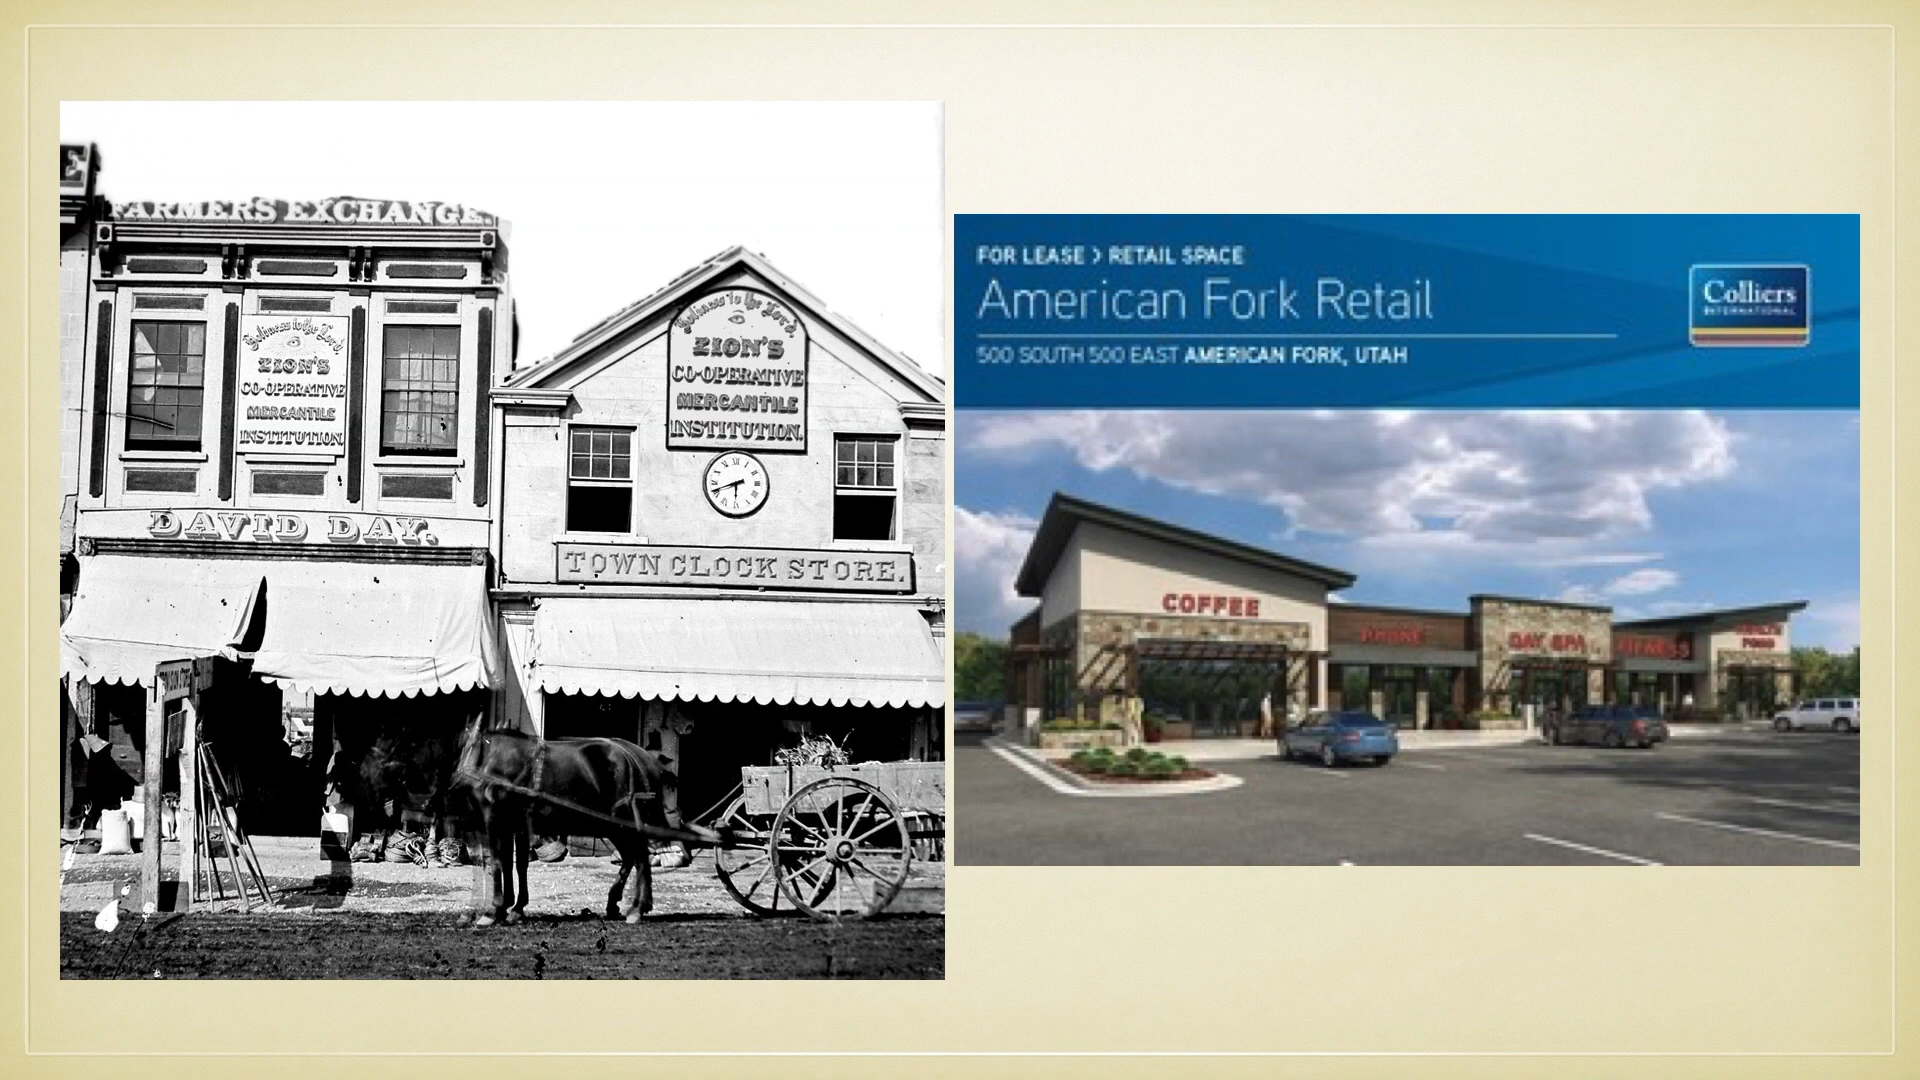 FARMERS EXCHANGE.
Holiness to the Lord.
ZION'S
CO-OPERATIVE
MERCANTILE
INSTITUTION.
DAVID DAY.
Holiness to the Lord.
ZION'S
CO-OPERATIVE
MERCANTILE
INSTITUTION.
TOWN CLOCK STORE.
FOR LEASE > RETAIL SPACE
American Fork Retail
500 SOUTH 500 EAST AMERICAN FORK, UTAH
Colliers
INTERNATIONAL
COFFEE
PHONE
DAY SPA
FITNESS
FOOD